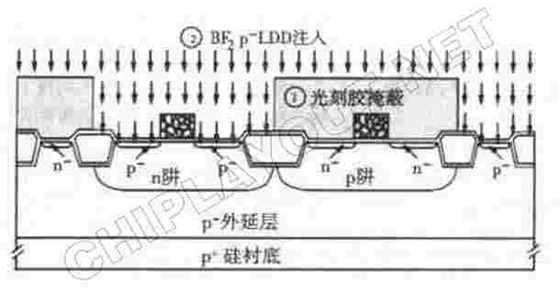 ② BF₂ p⁻LDD注入
① 光刻胶掩蔽
n⁻ p⁻ p⁻ n⁻ n⁻ p⁻
n阱 p阱
p⁻外延层
p⁺硅衬底
CHIPLAYOUT.NET